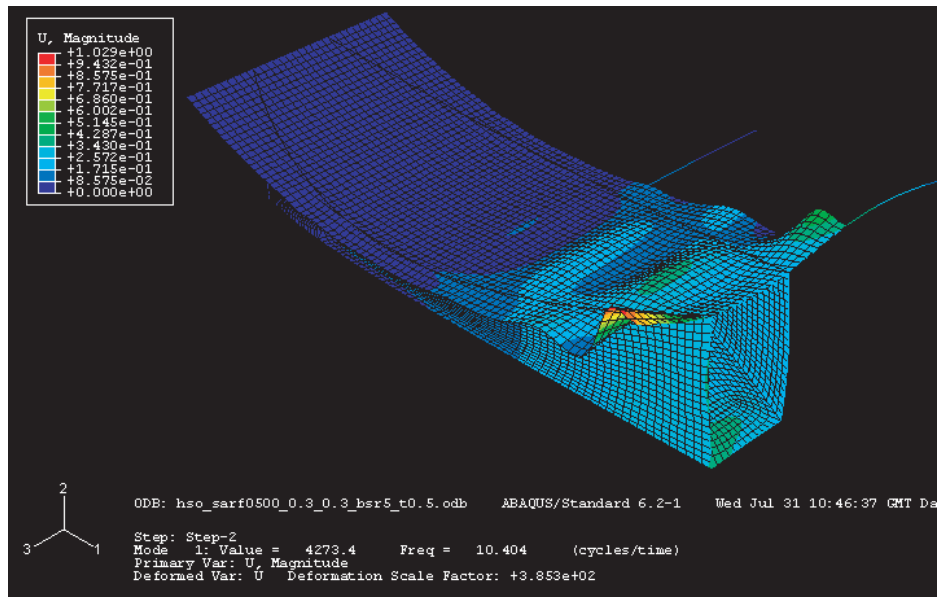 U, Magnitude
+1.029e+00
+9.432e-01
+8.575e-01
+7.717e-01
+6.860e-01
+6.002e-01
+5.145e-01
+4.287e-01
+3.430e-01
+2.572e-01
+1.715e-01
+8.575e-02
+0.000e+00
2
3
1
ODB: hso_sarf0500_0.3_0.3_bsr5_t0.5.odb ABAQUS/Standard 6.2-1 Wed Jul 31 10:46:37 GMT Da
Step: Step-2
Mode 1: Value = 4273.4 Freq = 10.404 (cycles/time)
Primary Var: U, Magnitude
Deformed Var: U Deformation Scale Factor: +3.853e+02